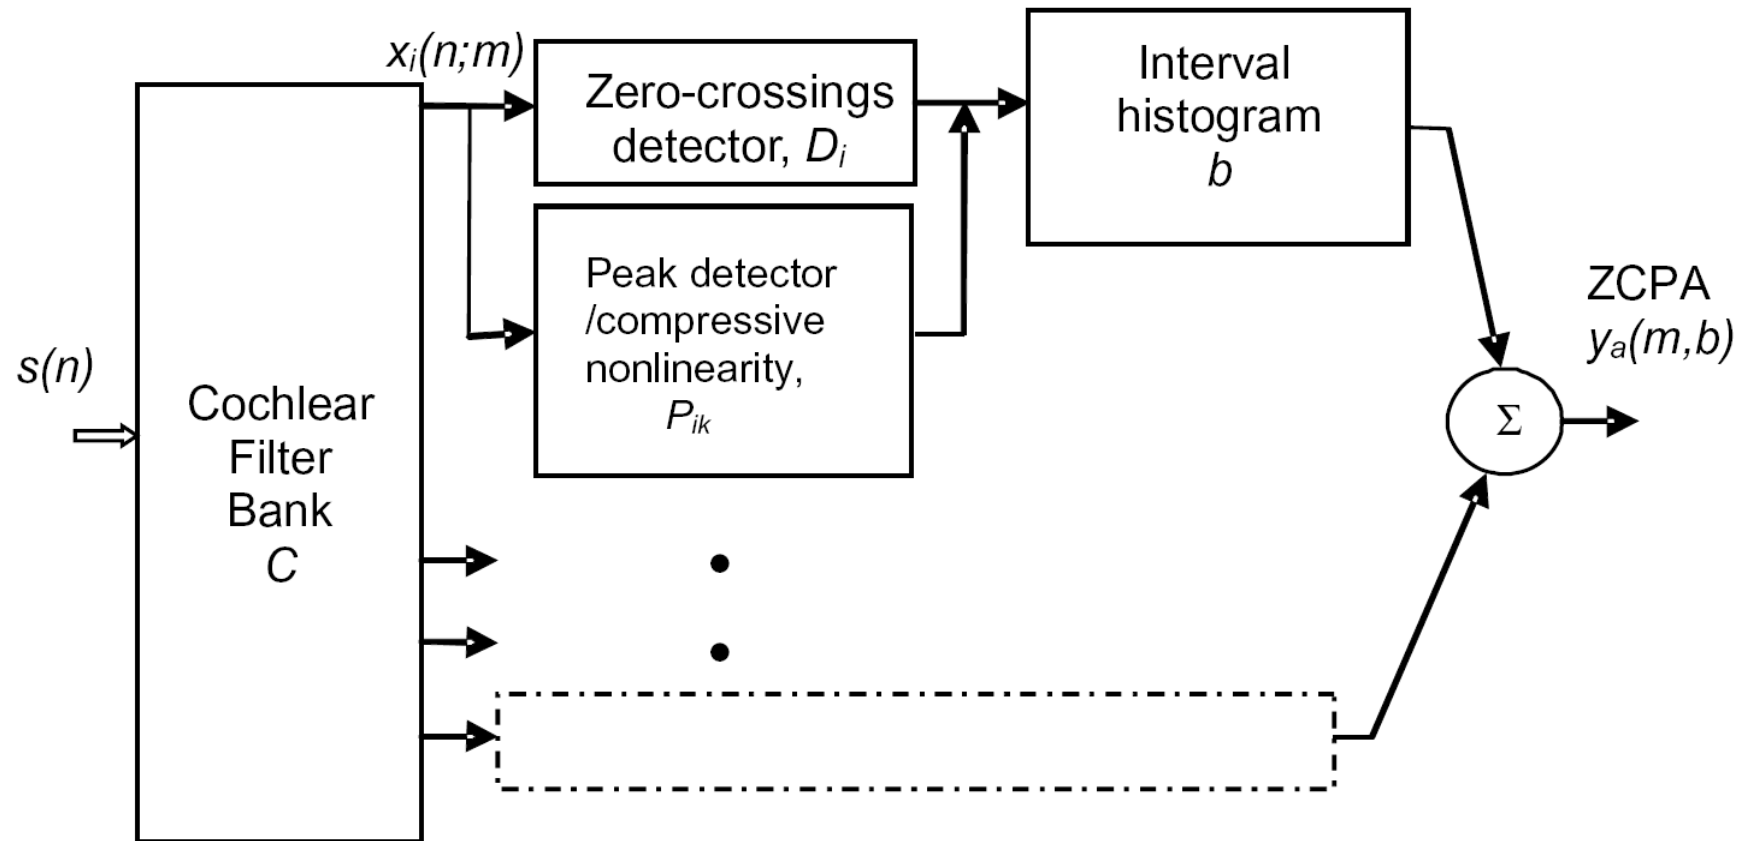 s(n)
Cochlear
Filter
Bank
C
xi(n;m)
Zero-crossings
detector, Di
Peak detector
/compressive
nonlinearity,
Pik
Interval
histogram
b
Σ
ZCPA
ya(m,b)